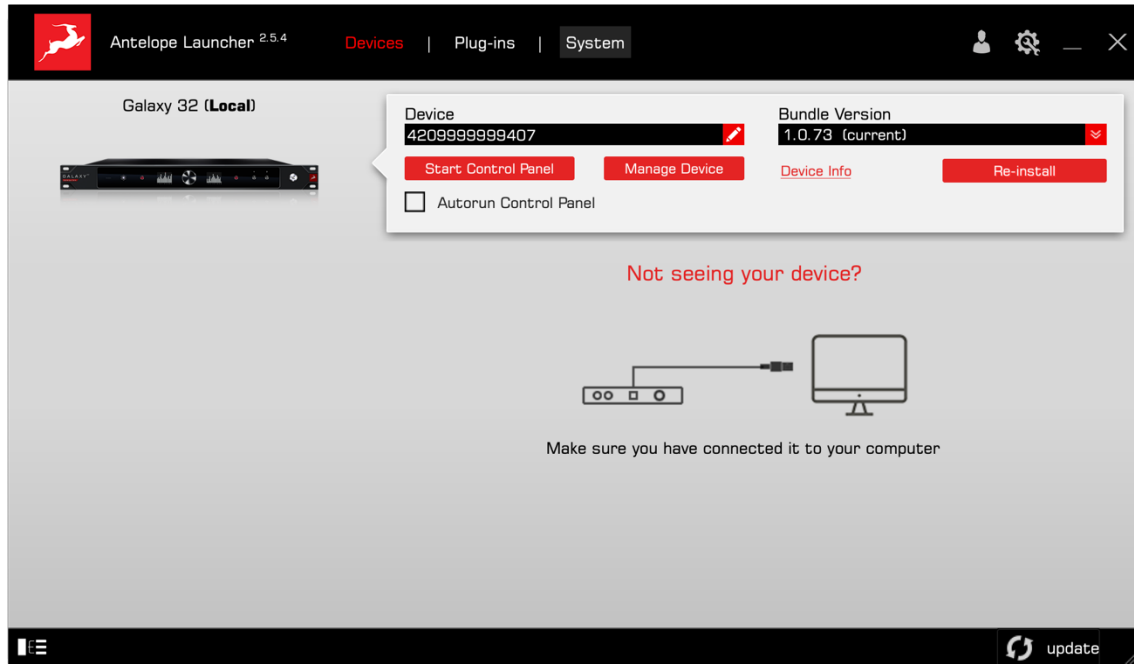 Antelope Launcher 2.5.4
Devices | Plug-ins | System
Galaxy 32 (Local)
Device
4209999999407
Bundle Version
1.0.73 (current)
Start Control Panel
Manage Device
Device Info
Re-install
Autorun Control Panel
GALAXY
Not seeing your device?
Make sure you have connected it to your computer
update